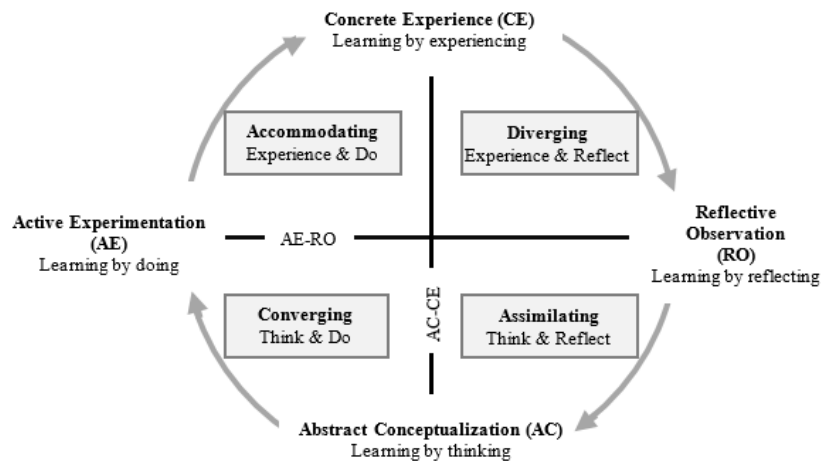 Concrete Experience (CE)
Learning by experiencing
Accommodating
Experience & Do
Diverging
Experience & Reflect
Active Experimentation
(AE)
Learning by doing
AE-RO
Reflective
Observation
(RO)
Learning by reflecting
Converging
Think & Do
AC-CE
Assimilating
Think & Reflect
Abstract Conceptualization (AC)
Learning by thinking